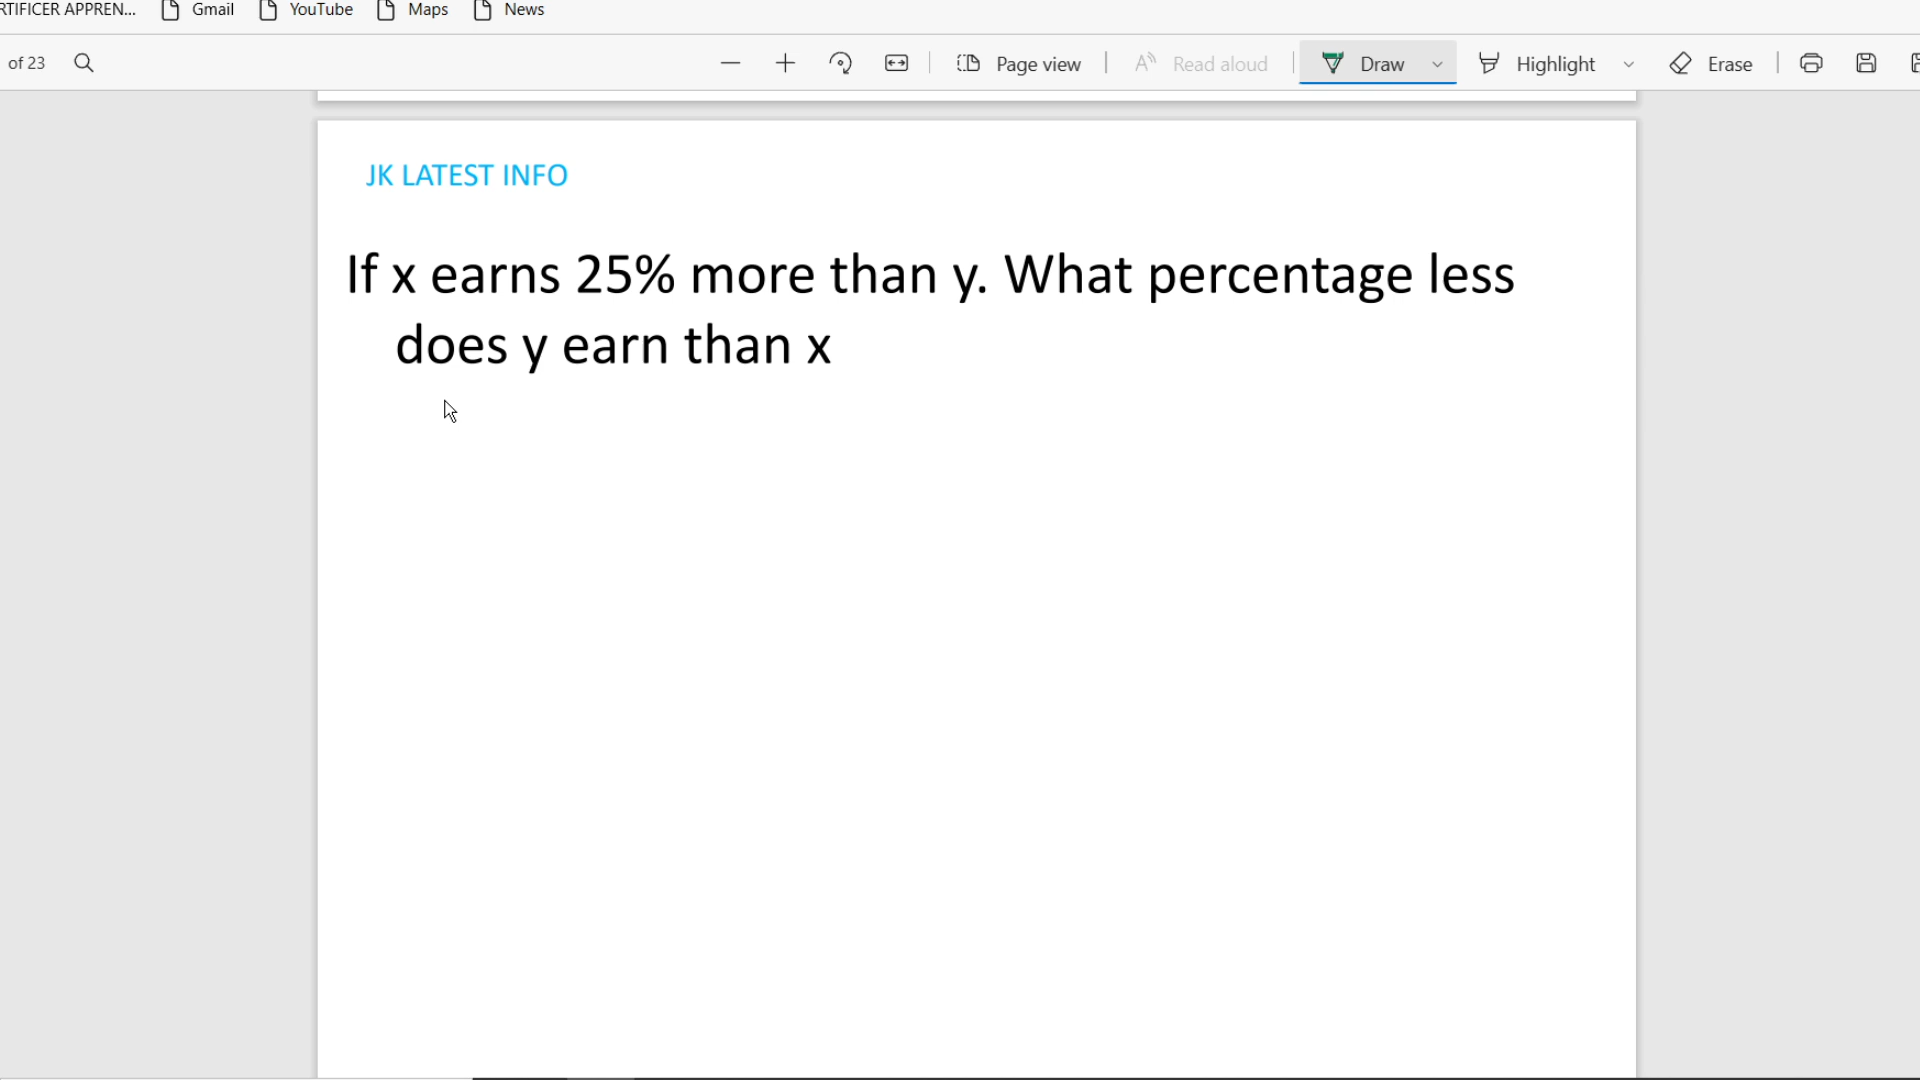 RTIFICER APPREN... Gmail YouTube Maps News
of 23 Page view Read aloud Draw Highlight Erase
JK LATEST INFO
If x earns 25% more than y. What percentage less
does y earn than x